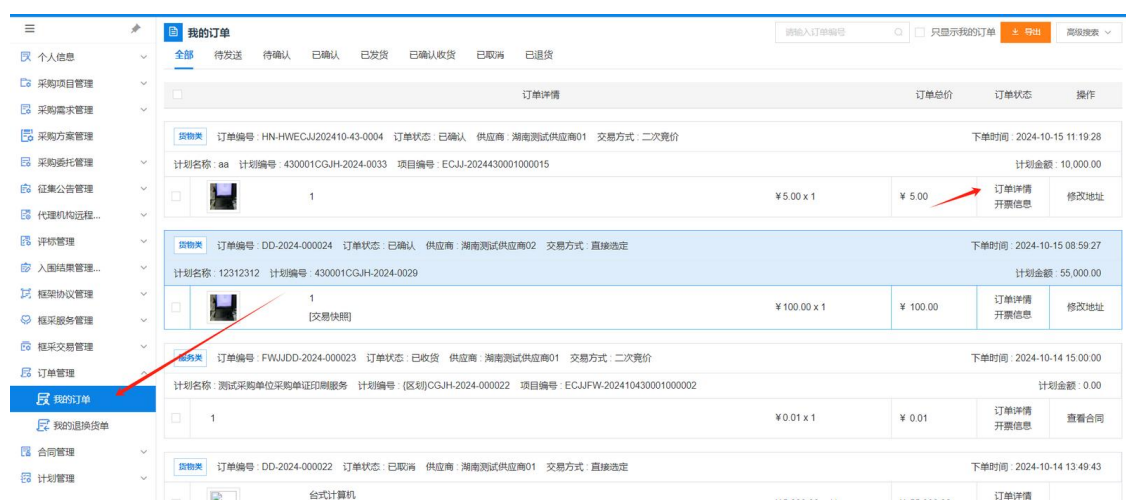 我的订单
请输入订单编号
只显示我的订单
导出
高级搜索
个人信息
采购项目管理
采购需求管理
采购方案管理
采购委托管理
征集公告管理
代理机构远程...
评标管理
入围结果管理...
框架协议管理
框采服务管理
框采交易管理
订单管理
我的订单
我的退换货单
合同管理
计划管理
全部 待发送 待确认 已确认 已发货 已确认收货 已取消 已退货
订单详情 订单总价 订单状态 操作
货物类 订单编号 : HN-HWECJJ202410-43-0004 订单状态 : 已确认 供应商 : 湖南测试供应商01 交易方式 : 二次竞价 下单时间 : 2024-10-15 11:19:28
计划名称 : aa 计划编号 : 430001CGJH-2024-0033 项目编号 : ECJJ-2024430001000015 计划金额 : 10,000.00
1 ¥5.00 x 1 ¥ 5.00 订单详情 修改地址
开票信息
货物类 订单编号 : DD-2024-000024 订单状态 : 已确认 供应商 : 湖南测试供应商02 交易方式 : 直接选定 下单时间 : 2024-10-15 08:59:27
计划名称 : 12312312 计划编号 : 430001CGJH-2024-0029 计划金额 : 55,000.00
1 ¥100.00 x 1 ¥ 100.00 订单详情 修改地址
[交易快照] 开票信息
服务类 订单编号 : FWJJDD-2024-000023 订单状态 : 已收货 供应商 : 湖南测试供应商01 交易方式 : 二次竞价 下单时间 : 2024-10-14 15:00:00
计划名称 : 测试采购单位采购单证印刷服务 计划编号 : (区划)CGJH-2024-000022 项目编号 : ECJJFW-202410430001000002 计划金额 : 0.00
1 ¥0.01 x 1 ¥ 0.01 订单详情 查看合同
开票信息
货物类 订单编号 : DD-2024-000022 订单状态 : 已取消 供应商 : 湖南测试供应商01 交易方式 : 直接选定 下单时间 : 2024-10-14 13:49:43
台式计算机 订单详情